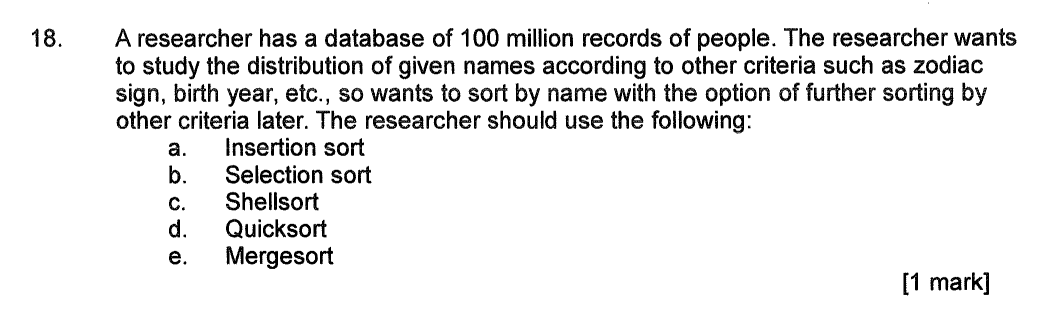 18. A researcher has a database of 100 million records of people. The researcher wants
to study the distribution of given names according to other criteria such as zodiac
sign, birth year, etc., so wants to sort by name with the option of further sorting by
other criteria later. The researcher should use the following:
a. Insertion sort
b. Selection sort
c. Shellsort
d. Quicksort
e. Mergesort
[1 mark]